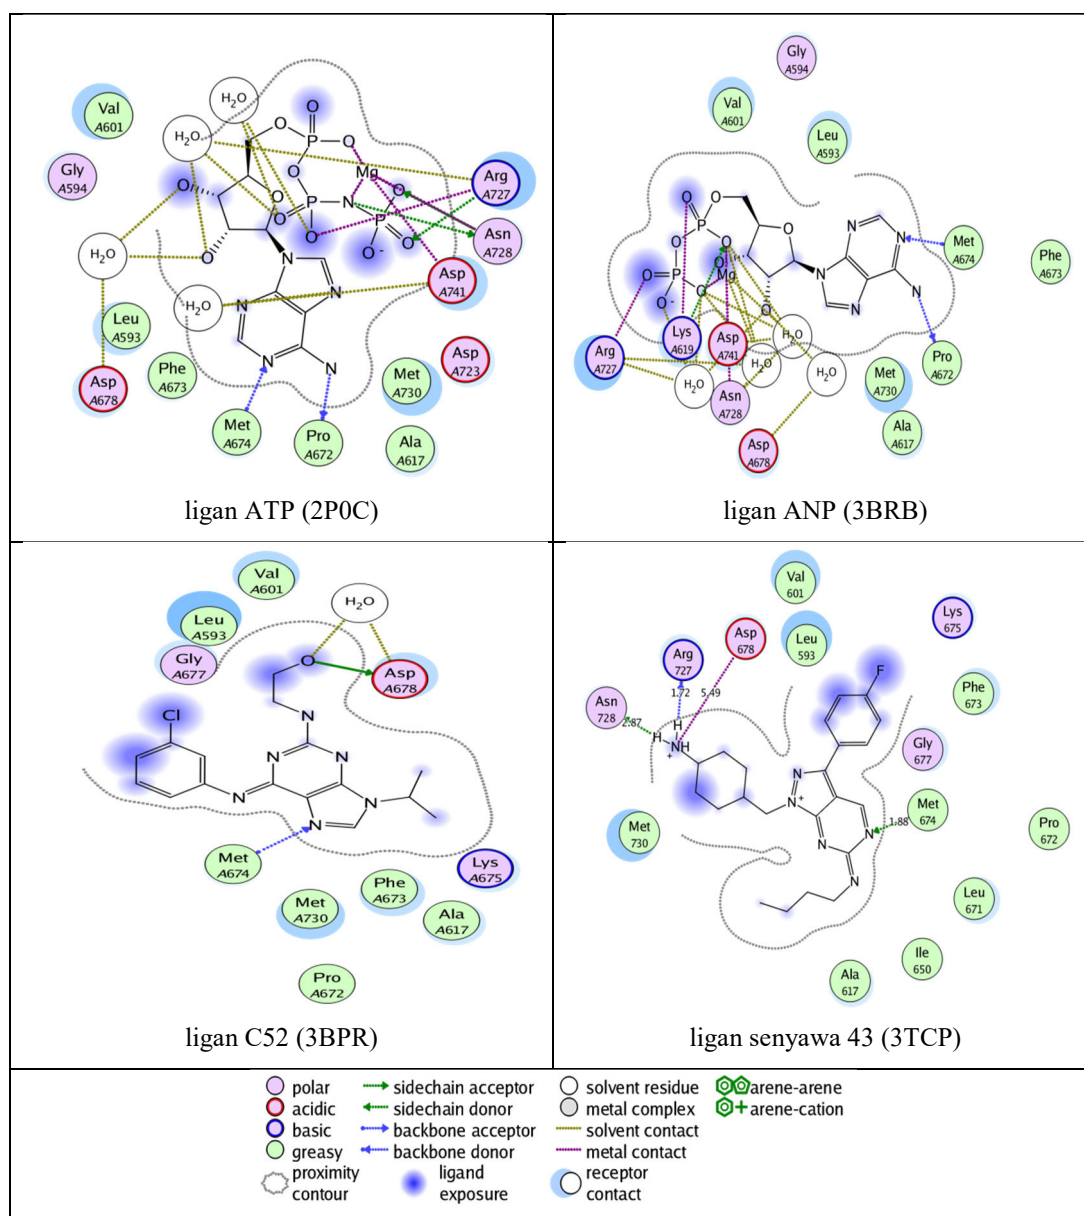 H₂O
Val
A601
H₂O
Gly
A594
O
O
P
O
Mg
O
O
O
O
P
N
O
P
O
O
O
O⁻
Arg
A727
Asn
A728
H₂O
O
N
N
Asp
A741
H₂O
N
N
Leu
A593
Phe
A673
N
N
Asp
A723
Asp
A678
Met
A730
Met
A674
Pro
A672
Ala
A617
ligan ATP (2P0C)
Gly
A594
Val
A601
Leu
A593
O
O
P
O
O
N
N
O
O
P
O
O
Mg
N
N
N
Met
A674
Phe
A673
O⁻
O
O
N
Lys
A619
Asp
A741
H₂O
Arg
A727
H₂O
H₂O
H₂O
Pro
A672
Met
A730
Asn
A728
Ala
A617
Asp
A678
ligan ANP (3BRB)
Val
A601
H₂O
Leu
A593
Gly
A677
O
Asp
A678
Cl
N
N
N
N
N
N
Met
A674
Lys
A675
Phe
A673
Met
A730
Ala
A617
Pro
A672
ligan C52 (3BPR)
Val
601
Lys
675
Asp
678
Leu
593
Arg
727
F
Phe
673
1.72
5.49
Asn
728
2.87
H
H
NH
+
Gly
677
N
N
+
Met
674
1.88
N
N
N
Met
730
Pro
672
Leu
671
Ile
650
Ala
617
ligan senyawa 43 (3TCP)
polar
acidic
basic
greasy
proximity
contour
sidechain acceptor
sidechain donor
backbone acceptor
backbone donor
ligand
exposure
solvent residue
metal complex
solvent contact
metal contact
receptor
contact
arene-arene
arene-cation